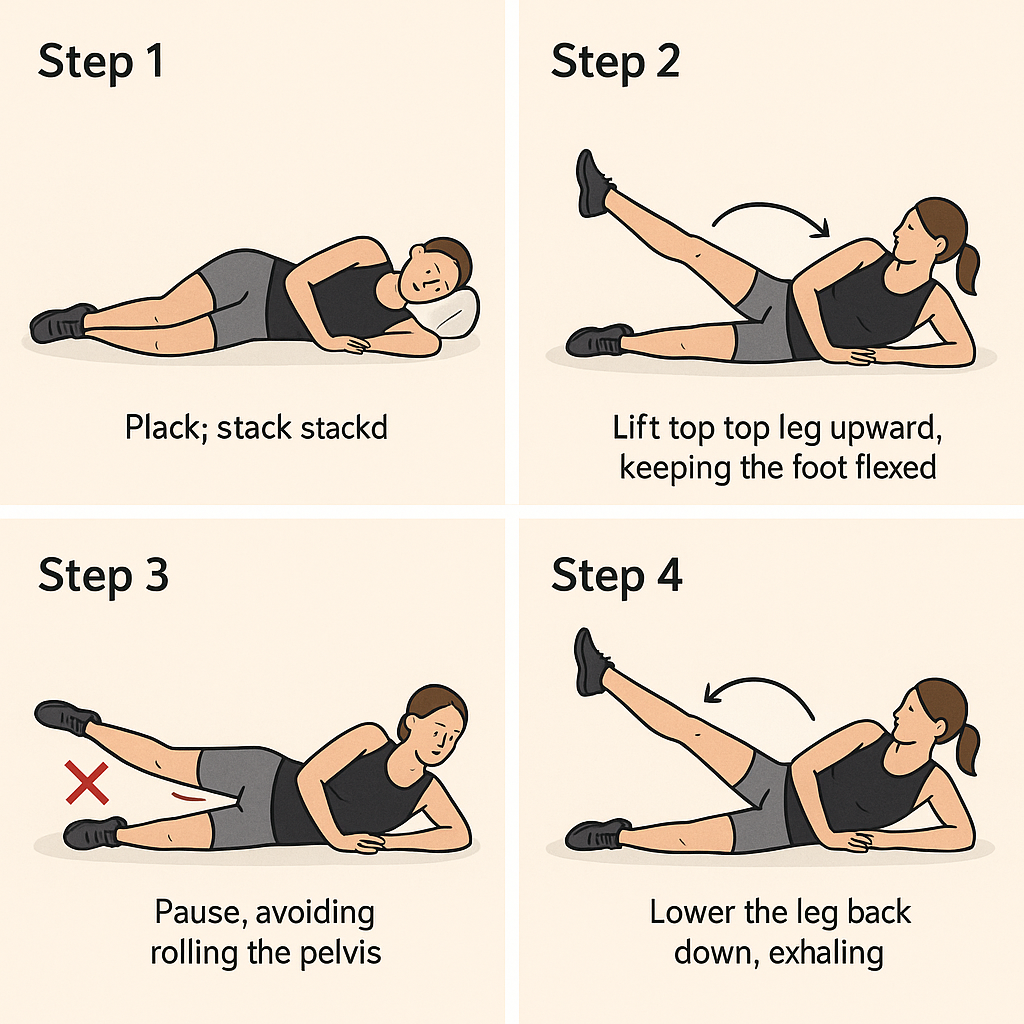 Step 1
Plack; stack stackd
Step 2
Lift top top leg upward,
keeping the foot flexed
Step 3
Pause, avoiding
rolling the pelvis
Step 4
Lower the leg back
down, exhaling